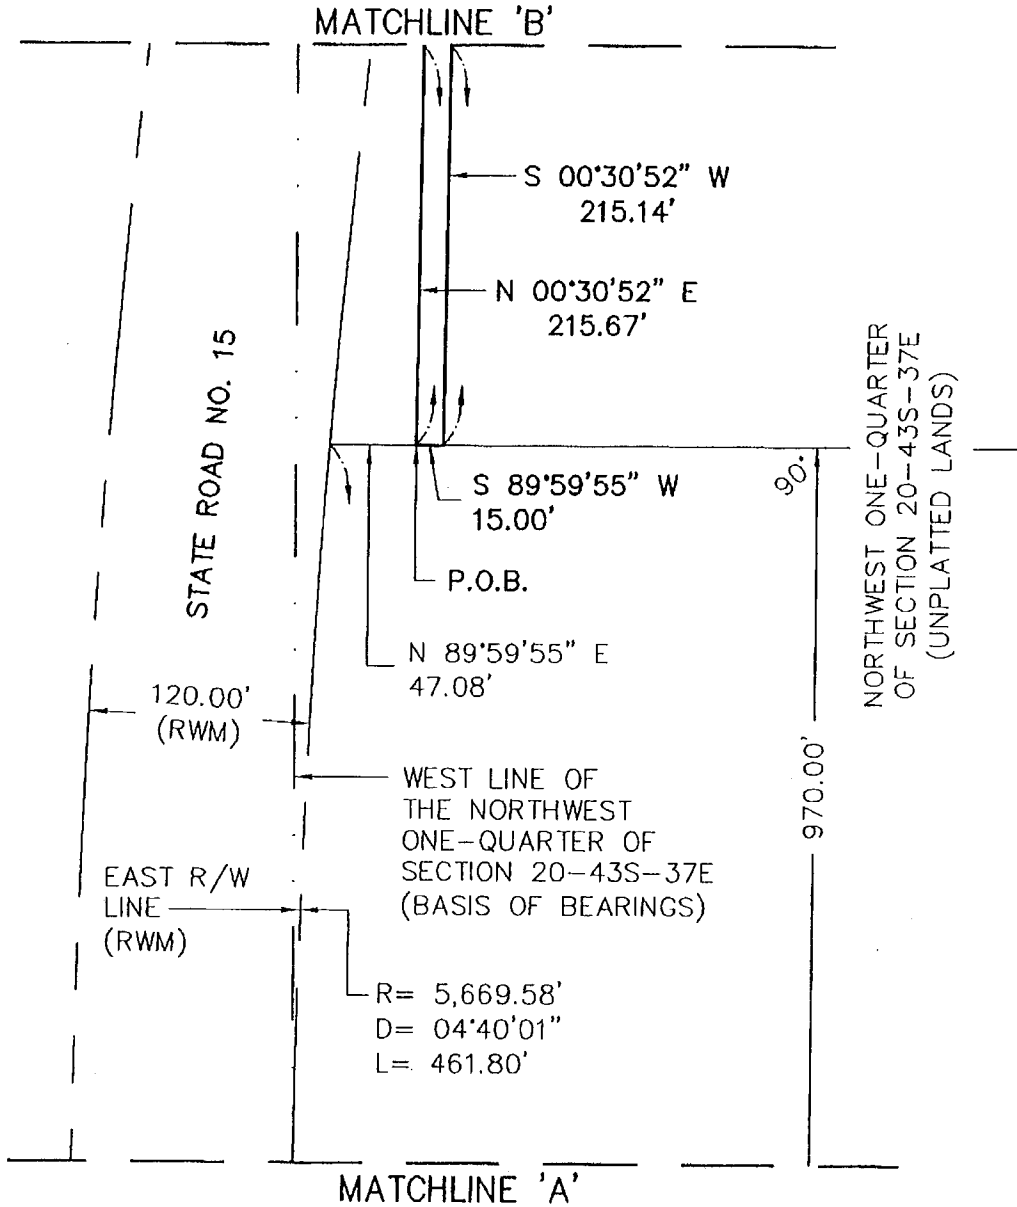 MATCHLINE 'B'
S 00°30'52" W
215.14'
N 00°30'52" E
215.67'
STATE ROAD NO. 15
NORTHWEST ONE-QUARTER
OF SECTION 20-43S-37E
(UNPLATTED LANDS)
90°
S 89°59'55" W
15.00'
P.O.B.
N 89°59'55" E
47.08'
120.00'
(RWM)
970.00'
WEST LINE OF
THE NORTHWEST
ONE-QUARTER OF
SECTION 20-43S-37E
(BASIS OF BEARINGS)
EAST R/W
LINE
(RWM)
R= 5,669.58'
D= 04°40'01"
L= 461.80'
MATCHLINE 'A'